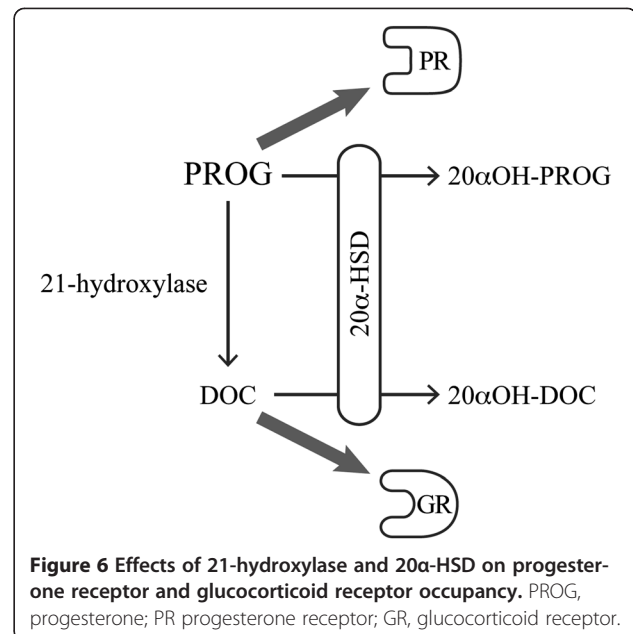 PR
PROG
20αOH-PROG
21-hydroxylase
20α-HSD
DOC
20αOH-DOC
GR
Figure 6 Effects of 21-hydroxylase and 20α-HSD on progester-
one receptor and glucocorticoid receptor occupancy. PROG,
progesterone; PR progesterone receptor; GR, glucocorticoid receptor.